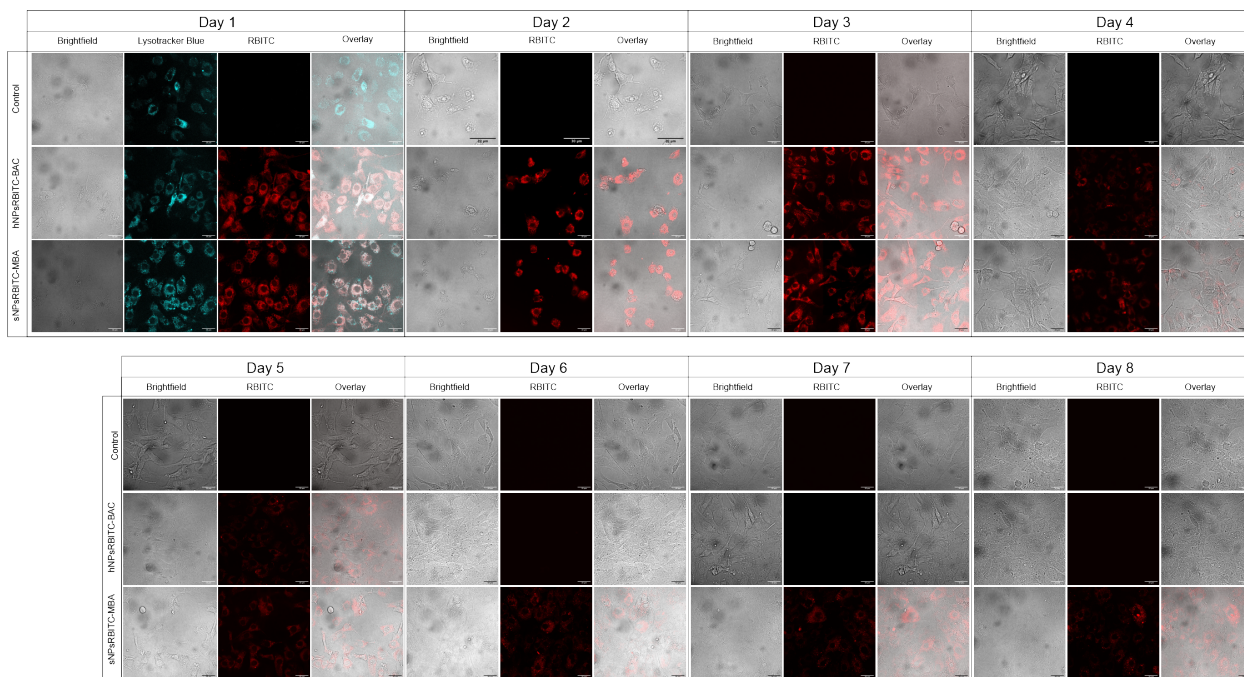 Day 1 Day 2 Day 3 Day 4
Brightfield Lysotracker Blue RBITC Overlay Brightfield RBITC Overlay Brightfield RBITC Overlay Brightfield RBITC Overlay
Control
hNPsRBITC-BAC
sNPsRBITC-MBA
Day 5 Day 6 Day 7 Day 8
Brightfield RBITC Overlay Brightfield RBITC Overlay Brightfield RBITC Overlay Brightfield RBITC Overlay
Control
hNPsRBITC-BAC
sNPsRBITC-MBA